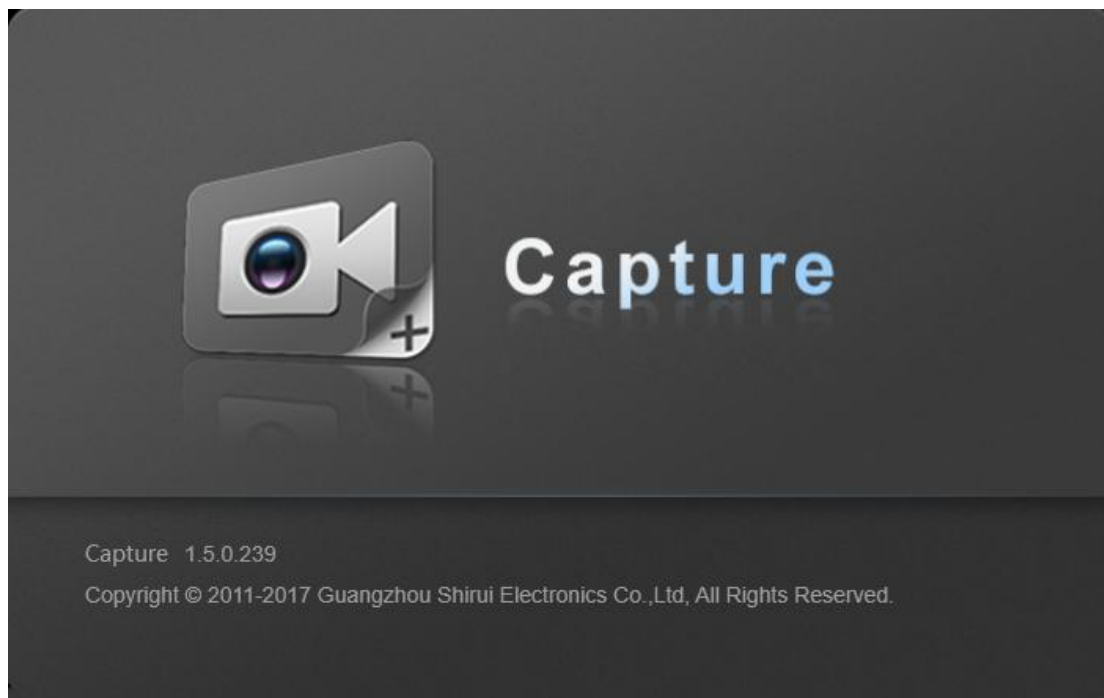 Capture
Capture 1.5.0.239
Copyright © 2011-2017 Guangzhou Shirui Electronics Co.,Ltd, All Rights Reserved.